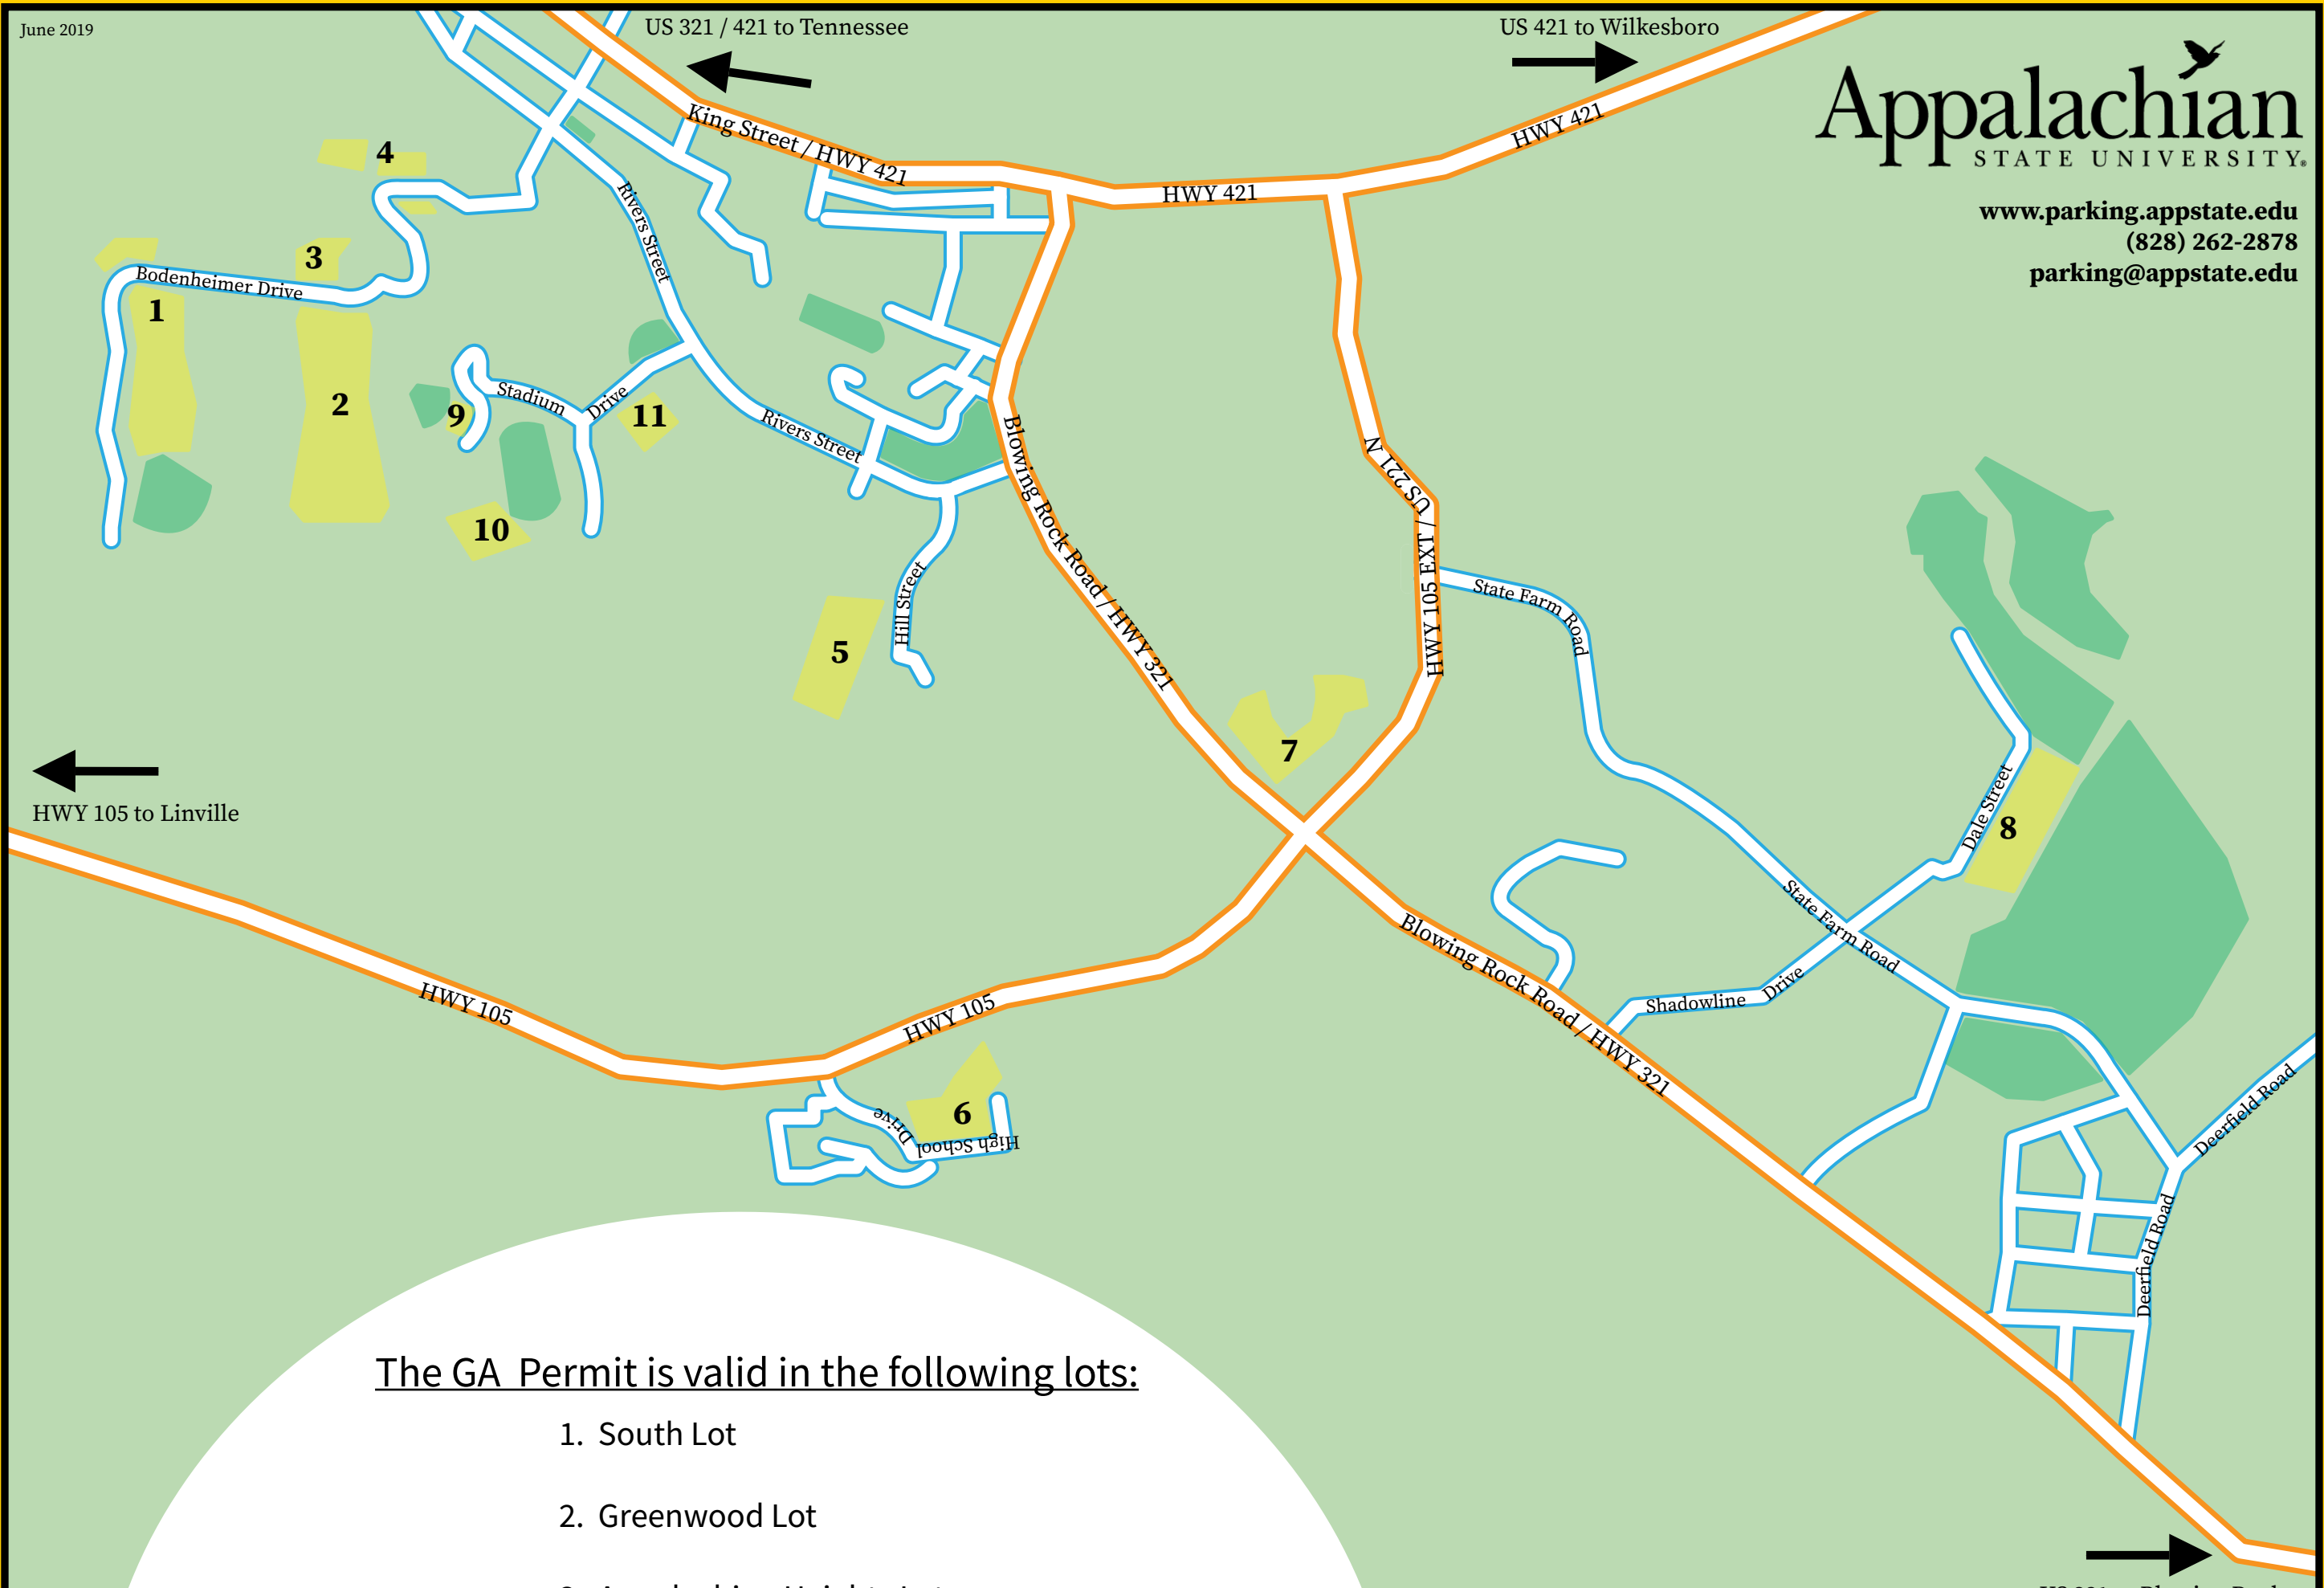 June 2019
US 321 / 421 to Tennessee
US 421 to Wilkesboro
Appalachian
STATE UNIVERSITY®
www.parking.appstate.edu
(828) 262-2878
parking@appstate.edu
King Street / HWY 421
HWY 421
HWY 421
4
Rivers Street
3
Bodenheimer Drive
1
2
Stadium Drive
9
11
Rivers Street
10
Blowing Rock Road / HWY 321
HWY 105 EXT / US 221 N
State Farm Road
Hill Street
5
7
HWY 105 to Linville
Dale Street
8
State Farm Road
HWY 105
HWY 105
Blowing Rock Road / HWY 321
Shadowline Drive
6
High School Drive
Deerfield Road
Deerfield Road
The GA Permit is valid in the following lots:
1. South Lot
2. Greenwood Lot